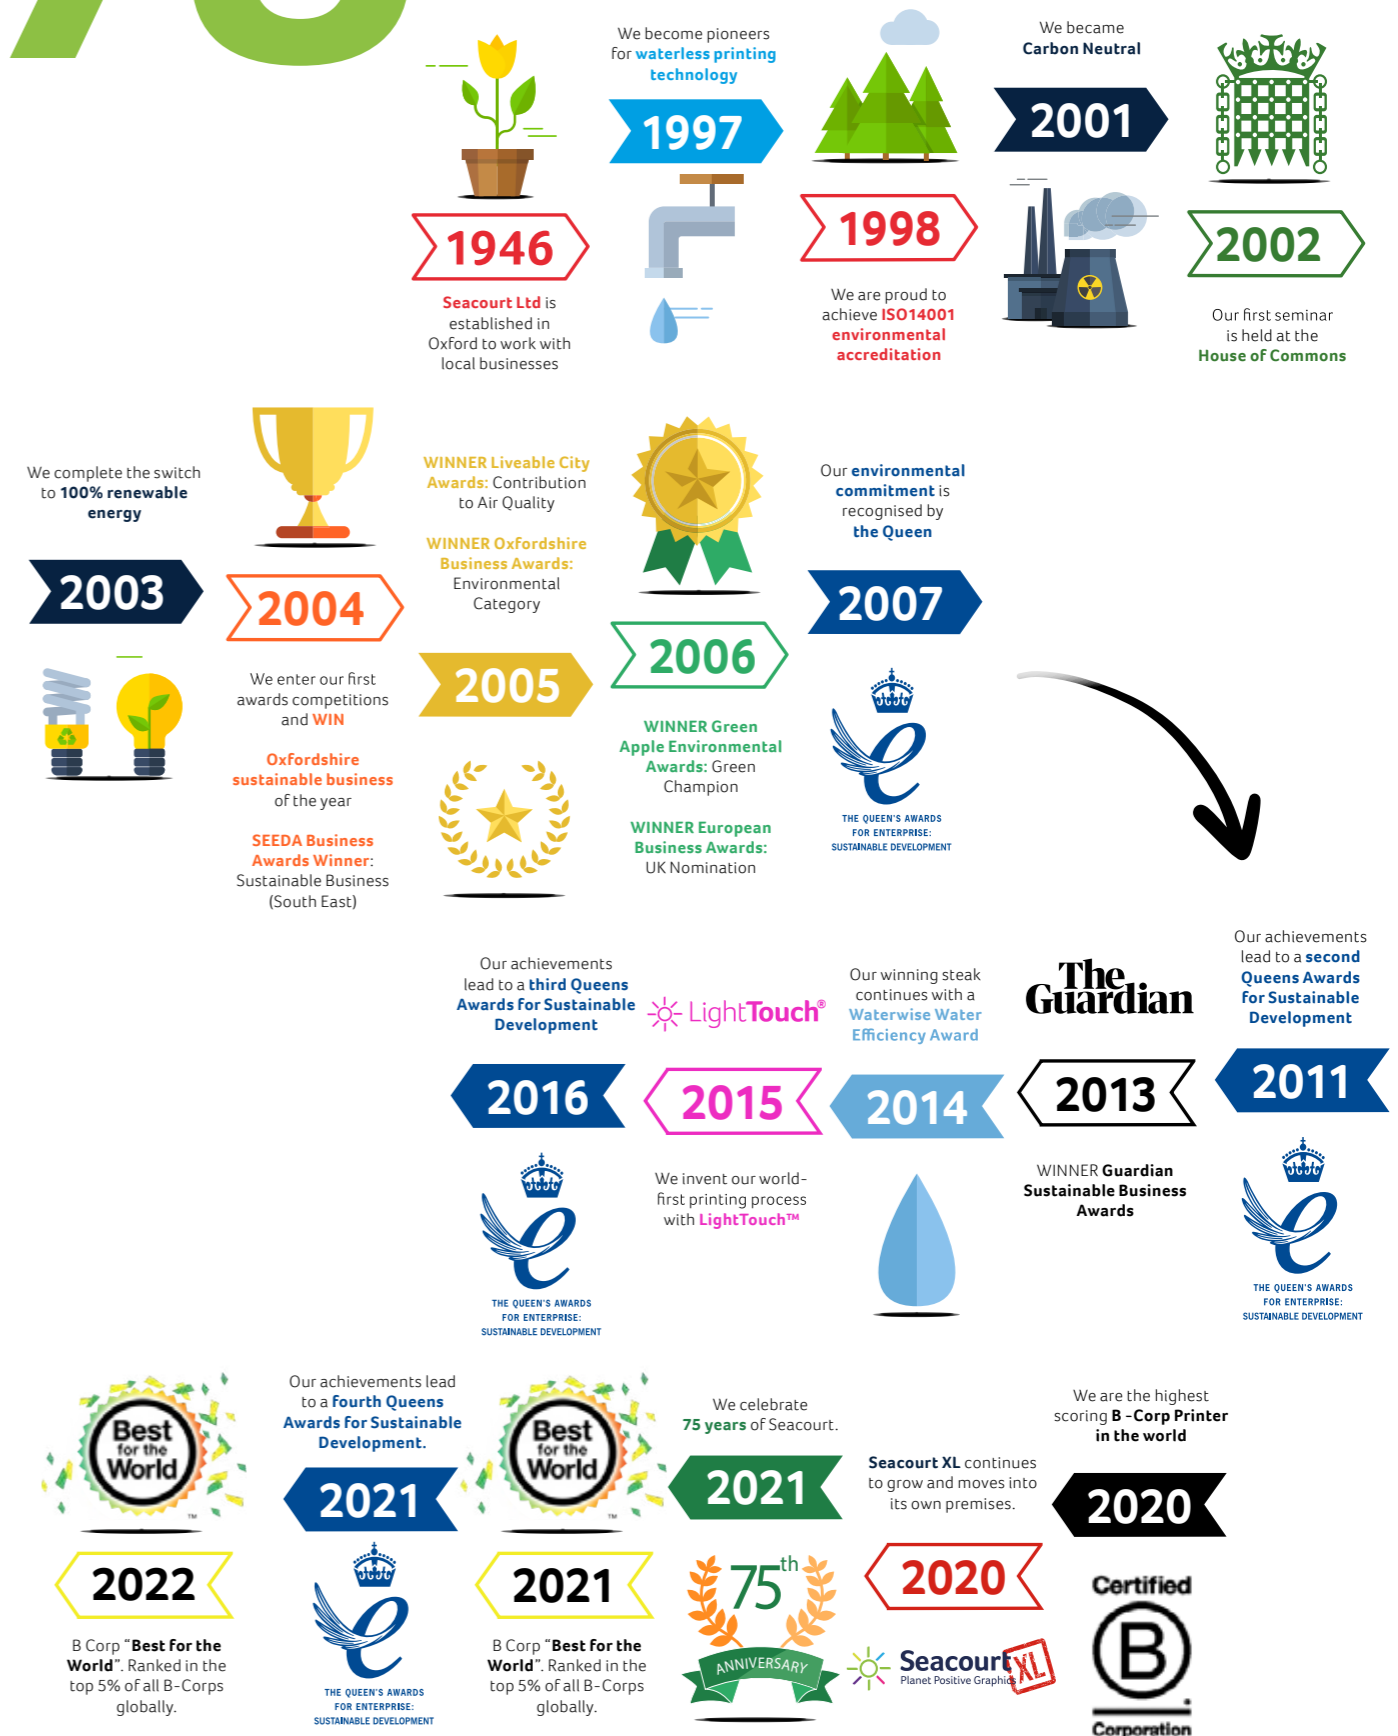 We become pioneers
for waterless printing
technology
1997
We became
Carbon Neutral
2001
1946
Seacourt Ltd is
established in
Oxford to work with
local businesses
1998
We are proud to
achieve ISO14001
environmental
accreditation
2002
Our first seminar
is held at the
House of Commons
We complete the switch
to 100% renewable
energy
2003
2004
We enter our first
awards competitions
and WIN
Oxfordshire
sustainable business
of the year
SEEDA Business
Awards Winner:
Sustainable Business
(South East)
WINNER Liveable City
Awards: Contribution
to Air Quality
WINNER Oxfordshire
Business Awards:
Environmental
Category
2005
2006
WINNER Green
Apple Environmental
Awards: Green
Champion
WINNER European
Business Awards:
UK Nomination
Our environmental
commitment is
recognised by
the Queen
2007
THE QUEEN'S AWARDS
FOR ENTERPRISE:
SUSTAINABLE DEVELOPMENT
Our achievements
lead to a second
Queens Awards
for Sustainable
Development
2011
THE QUEEN'S AWARDS
FOR ENTERPRISE:
SUSTAINABLE DEVELOPMENT
The
Guardian
2013
WINNER Guardian
Sustainable Business
Awards
Our winning steak
continues with a
Waterwise Water
Efficiency Award
2014
LightTouch®
2015
We invent our world-
first printing process
with LightTouch™
Our achievements
lead to a third Queens
Awards for Sustainable
Development
2016
THE QUEEN'S AWARDS
FOR ENTERPRISE:
SUSTAINABLE DEVELOPMENT
We are the highest
scoring B -Corp Printer
in the world
2020
Certified
B
Corporation
Seacourt XL continues
to grow and moves into
its own premises.
2020
Seacourt XL
Planet Positive Graphics
We celebrate
75 years of Seacourt.
2021
75th
ANNIVERSARY
Best
for the
World
™
2021
B Corp “Best for the
World”. Ranked in the
top 5% of all B-Corps
globally.
Our achievements lead
to a fourth Queens
Awards for Sustainable
Development.
2021
THE QUEEN'S AWARDS
FOR ENTERPRISE:
SUSTAINABLE DEVELOPMENT
Best
for the
World
™
2022
B Corp “Best for the
World”. Ranked in the
top 5% of all B-Corps
globally.